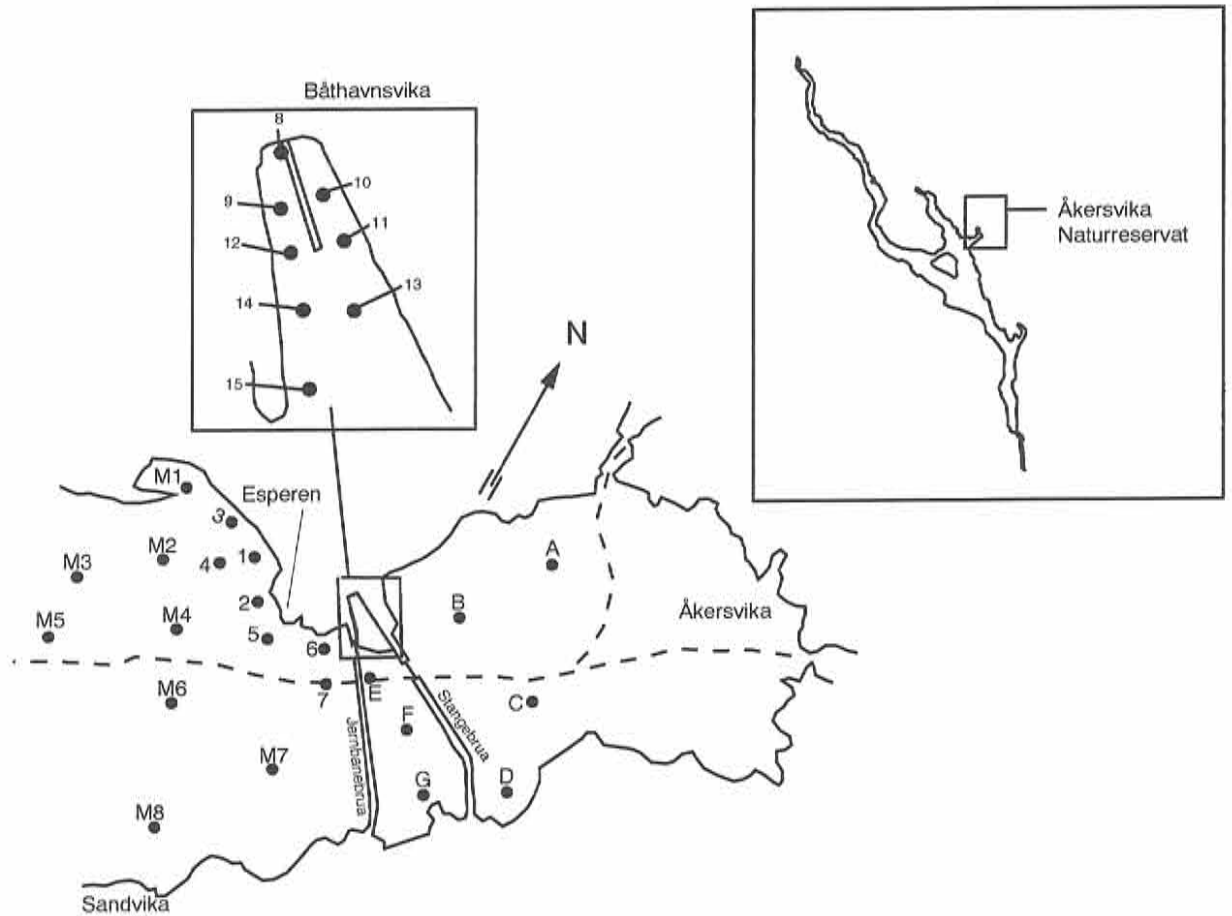 Båthavnsvika
8
9
10
11
12
13
14
15
N
Åkersvika
Naturreservat
M1
Esperen
3
M2
4
1
M3
A
2
B
M5
M4
5
Åkersvika
6
M6
7
E
C
F
Jernbanebrua
Stangebrua
M7
G
D
M8
Sandvika